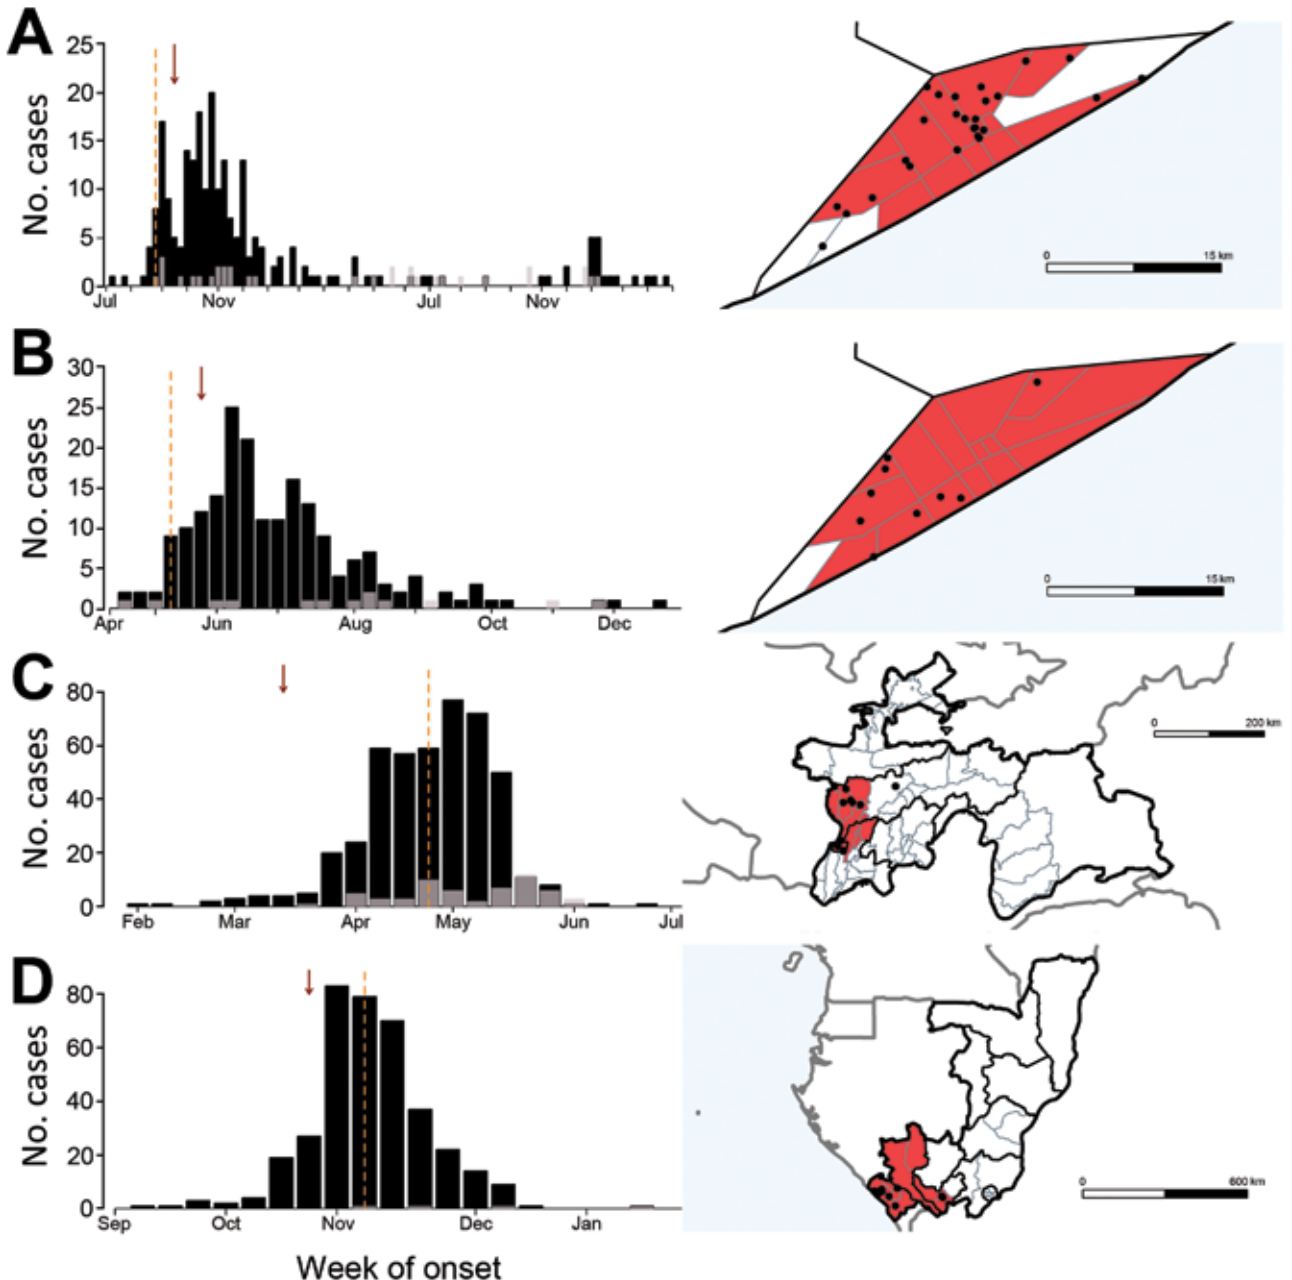 A
No. cases
25
20
15
10
5
0
Jul
Nov
Jul
Nov
0
15 km
B
No. cases
30
25
20
15
10
5
0
Apr
Jun
Aug
Oct
Dec
0
15 km
C
No. cases
80
60
40
20
0
Feb
Mar
Apr
May
Jun
Jul
0
200 km
D
No. cases
80
60
40
20
0
Sep
Oct
Nov
Dec
Jan
0
600 km
Week of onset